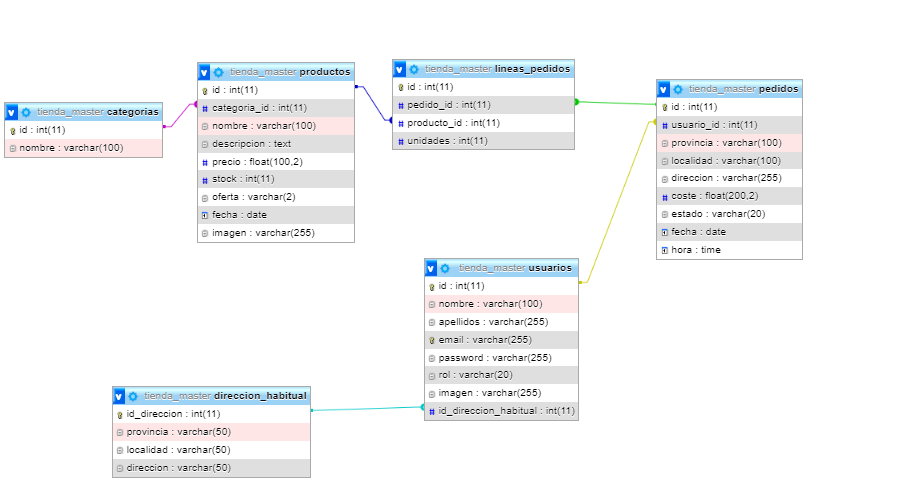 tienda_master categorias
id : int(11)
nombre : varchar(100)
tienda_master productos
id : int(11)
categoria_id : int(11)
nombre : varchar(100)
descripcion : text
precio : float(100,2)
stock : int(11)
oferta : varchar(2)
fecha : date
imagen : varchar(255)
tienda_master lineas_pedidos
id : int(11)
pedido_id : int(11)
producto_id : int(11)
unidades : int(11)
tienda_master pedidos
id : int(11)
usuario_id : int(11)
provincia : varchar(100)
localidad : varchar(100)
direccion : varchar(255)
coste : float(200,2)
estado : varchar(20)
fecha : date
hora : time
tienda_master usuarios
id : int(11)
nombre : varchar(100)
apellidos : varchar(255)
email : varchar(255)
password : varchar(255)
rol : varchar(20)
imagen : varchar(255)
id_direccion_habitual : int(11)
tienda_master direccion_habitual
id_direccion : int(11)
provincia : varchar(50)
localidad : varchar(50)
direccion : varchar(50)